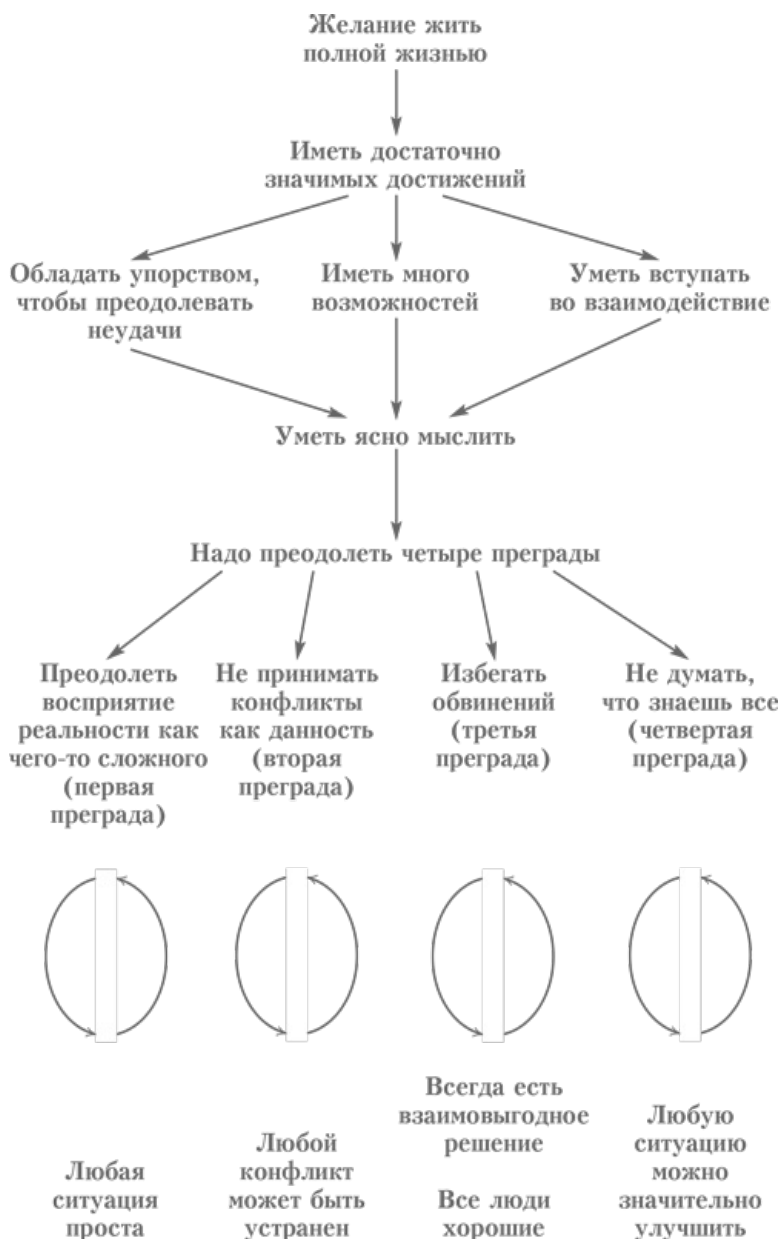 Желание жить
полной жизнью
Иметь достаточно
значимых достижений
Обладать упорством,
чтобы преодолевать
неудачи
Иметь много
возможностей
Уметь вступать
во взаимодействие
Уметь ясно мыслить
Надо преодолеть четыре преграды
Преодолеть
восприятие
реальности как
чего-то сложного
(первая
преграда)
Не принимать
конфликты
как данность
(вторая
преграда)
Избегать
обвинений
(третья
преграда)
Не думать,
что знаешь все
(четвертая
преграда)
Любая
ситуация
проста
Любой
конфликт
может быть
устранен
Всегда есть
взаимовыгодное
решение
Все люди
хорошие
Любую
ситуацию
можно
значительно
улучшить